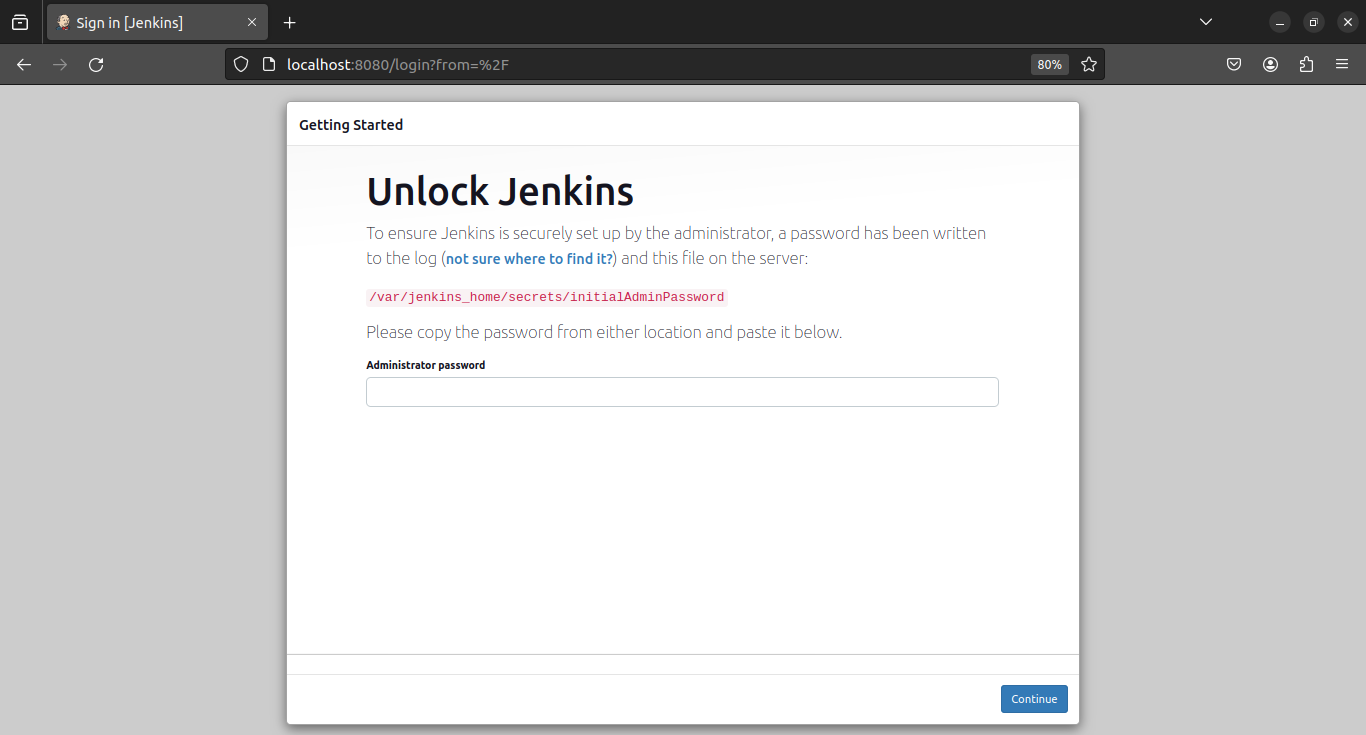 Sign in [Jenkins]
localhost:8080/login?from=%2F
80%
Getting Started
Unlock Jenkins
To ensure Jenkins is securely set up by the administrator, a password has been written
to the log (not sure where to find it?) and this file on the server:
/var/jenkins_home/secrets/initialAdminPassword
Please copy the password from either location and paste it below.
Administrator password
Continue